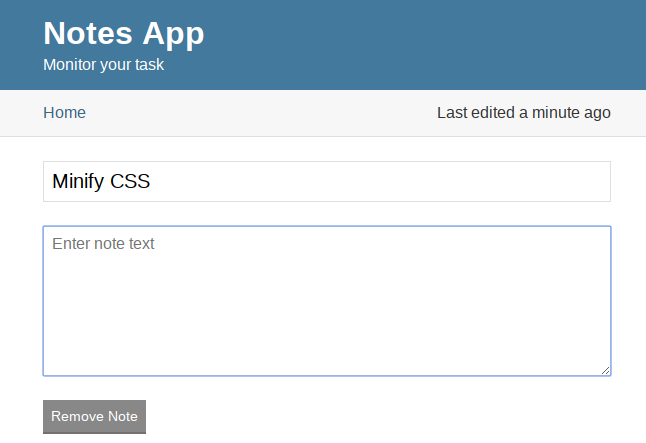 Notes App
Monitor your task
Home
Last edited a minute ago
Minify CSS
Enter note text
Remove Note